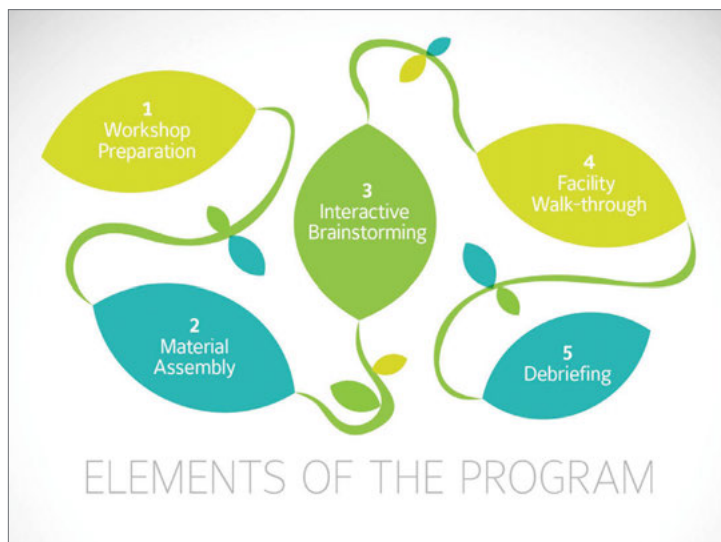 1
Workshop
Preparation
2
Material
Assembly
3
Interactive
Brainstorming
4
Facility
Walk-through
5
Debriefing
ELEMENTS OF THE PROGRAM